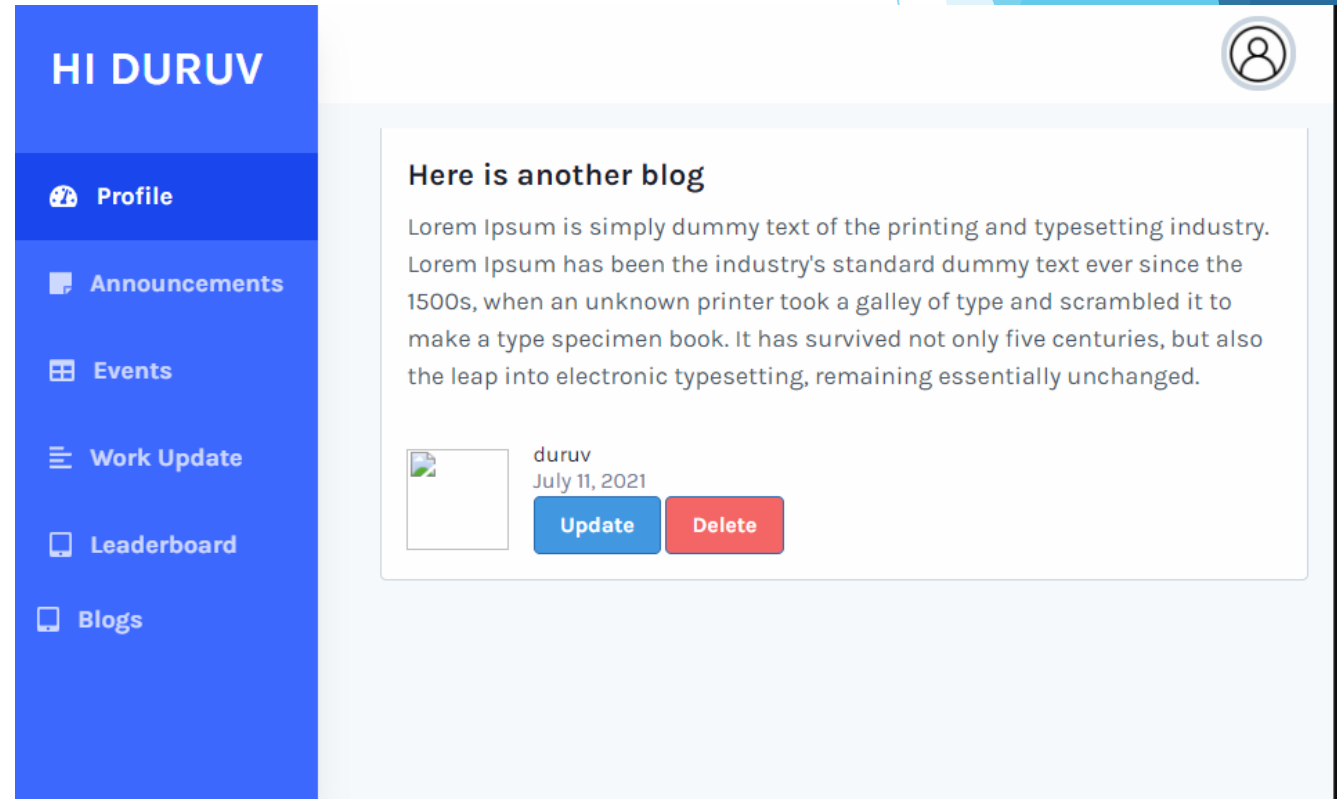 HI DURUV
Profile
Announcements
Events
Work Update
Leaderboard
Blogs
Here is another blog
Lorem Ipsum is simply dummy text of the printing and typesetting industry.
Lorem Ipsum has been the industry's standard dummy text ever since the
1500s, when an unknown printer took a galley of type and scrambled it to
make a type specimen book. It has survived not only five centuries, but also
the leap into electronic typesetting, remaining essentially unchanged.
duruv
July 11, 2021
Update Delete